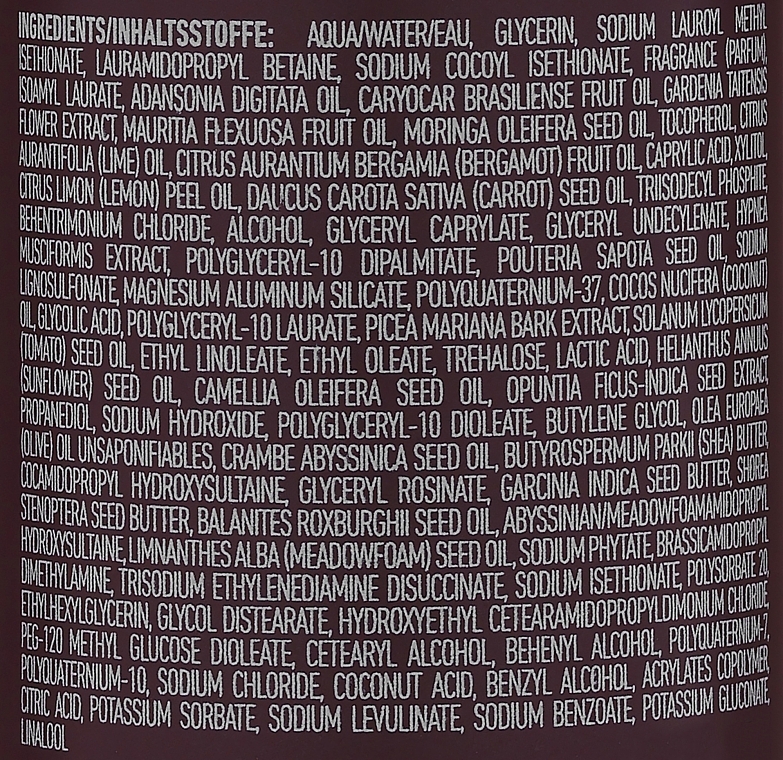 INGREDIENTS/INHALTSSTOFFE: AQUA/WATER/EAU, GLYCERIN, SODIUM LAUROYL METHYL
ISETHIONATE, LAURAMIDOPROPYL BETAINE, SODIUM COCOYL ISETHIONATE, FRAGRANCE (PARFUM),
ISOAMYL LAURATE, ADANSONIA DIGITATA OIL, CARYOCAR BRASILIENSE FRUIT OIL, GARDENIA TAITENSIS
FLOWER EXTRACT, MAURITIA FLEXUOSA FRUIT OIL, MORINGA OLEIFERA SEED OIL, TOCOPHEROL, CITRUS
AURANTIFOLIA (LIME) OIL, CITRUS AURANTIUM BERGAMIA (BERGAMOT) FRUIT OIL, CAPRYLIC ACID, XYLITOL,
CITRUS LIMON (LEMON) PEEL OIL, DAUCUS CAROTA SATIVA (CARROT) SEED OIL, TRIISODECYL PHOSPHITE,
BEHENTRIMONIUM CHLORIDE, ALCOHOL, GLYCERYL CAPRYLATE, GLYCERYL UNDECYLENATE, HYPNEA
MUSCIFORMIS EXTRACT, POLYGLYCERYL-10 DIPALMITATE, POUTERIA SAPOTA SEED OIL, SODIUM
LIGNOSULFONATE, MAGNESIUM ALUMINUM SILICATE, POLYQUATERNIUM-37, COCOS NUCIFERA (COCONUT)
OIL, GLYCOLIC ACID, POLYGLYCERYL-10 LAURATE, PICEA MARIANA BARK EXTRACT, SOLANUM LYCOPERSICUM
(TOMATO) SEED OIL, ETHYL LINOLEATE, ETHYL OLEATE, TREHALOSE, LACTIC ACID, HELIANTHUS ANNUUS
(SUNFLOWER) SEED OIL, CAMELLIA OLEIFERA SEED OIL, OPUNTIA FICUS-INDICA SEED EXTRACT,
PROPANEDIOL, SODIUM HYDROXIDE, POLYGLYCERYL-10 DIOLEATE, BUTYLENE GLYCOL, OLEA EUROPAEA
(OLIVE) OIL UNSAPONIFIABLES, CRAMBE ABYSSINICA SEED OIL, BUTYROSPERMUM PARKII (SHEA) BUTTER,
COCAMIDOPROPYL HYDROXYSULTAINE, GLYCERYL ROSINATE, GARCINIA INDICA SEED BUTTER, SHOREA
STENOPTERA SEED BUTTER, BALANITES ROXBURGHII SEED OIL, ABYSSINIAN/MEADOWFOAMAMIDOPROPYL
HYDROXYSULTAINE, LIMNANTHES ALBA (MEADOWFOAM) SEED OIL, SODIUM PHYTATE, BRASSICAMIDOPROPYL
DIMETHYLAMINE, TRISODIUM ETHYLENEDIAMINE DISUCCINATE, SODIUM ISETHIONATE, POLYSORBATE 20,
ETHYLHEXYLGLYCERIN, GLYCOL DISTEARATE, HYDROXYETHYL CETEARAMIDOPROPYLDIMONIUM CHLORIDE,
PEG-120 METHYL GLUCOSE DIOLEATE, CETEARYL ALCOHOL, BEHENYL ALCOHOL, POLYQUATERNIUM-7,
POLYQUATERNIUM-10, SODIUM CHLORIDE, COCONUT ACID, BENZYL ALCOHOL, ACRYLATES COPOLYMER,
CITRIC ACID, POTASSIUM SORBATE, SODIUM LEVULINATE, SODIUM BENZOATE, POTASSIUM GLUCONATE,
LINALOOL